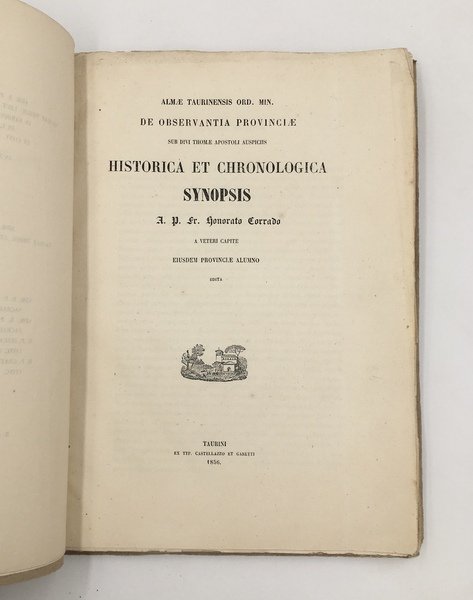 ALMÆ TAURINENSIS ORD. MIN.
DE OBSERVANTIA PROVINCIÆ
SUB DIVI THOMÆ APOSTOLI AUSPICIIS
HISTORICA ET CHRONOLOGICA
SYNOPSIS
A P. Fr. Honorato Corrado
A VETERI CAPITE
EIUSDEM PROVINCIÆ ALUMNO
EDITA
TAURINI
EX TYP. CASTELLAZZO ET GARETTI
1856.